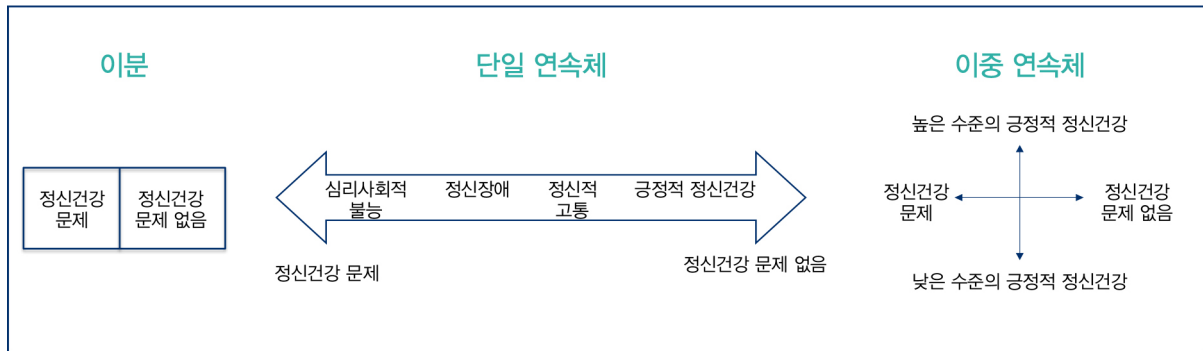 이분
정신건강
문제
정신건강
문제 없음
단일 연속체
심리사회적
불능
정신장애
정신적
고통
긍정적 정신건강
정신건강 문제
정신건강 문제 없음
이중 연속체
높은 수준의 긍정적 정신건강
정신건강
문제
정신건강
문제 없음
낮은 수준의 긍정적 정신건강